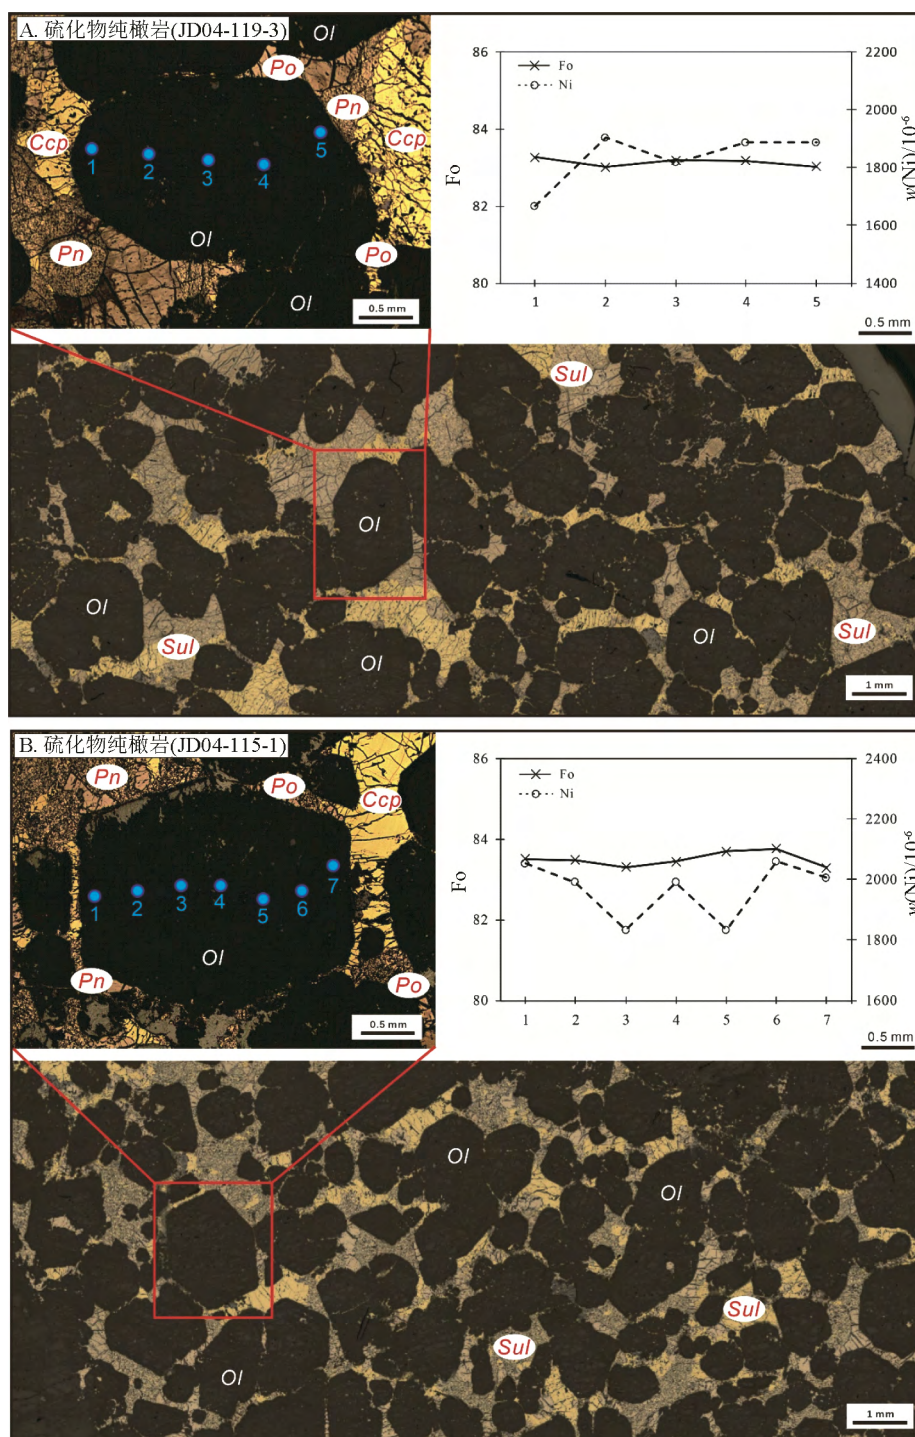 A. 硫化物纯橄岩(JD04-119-3)
Ol
Po
Pn
Ccp
Ccp
1
2
3
4
5
Ol
Pn
Po
Ol
0.5 mm
86
84
82
80
Fo
Fo
Ni
2200
2000
1800
1600
1400
w(Ni)/10-6
1 2 3 4 5
0.5 mm
Sul
Ol
Ol
Sul
Ol
Ol
Sul
1 mm
B. 硫化物纯橄岩(JD04-115-1)
Pn
Po
Ccp
1
2
3
4
5
6
7
Ol
Pn
Po
0.5 mm
86
84
82
80
Fo
Fo
Ni
2400
2200
2000
1800
1600
w(Ni)/10-6
1 2 3 4 5 6 7
0.5 mm
Ol
Ol
Sul
Sul
Ol
1 mm